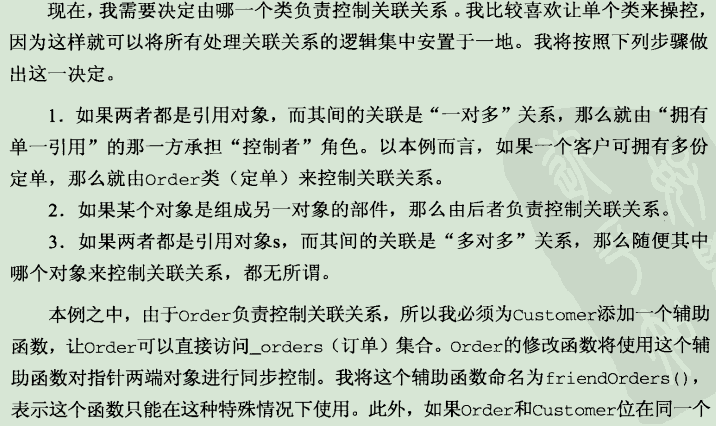 现在，我需要决定由哪一个类负责控制关联关系。我比较喜欢让单个类来操控，
因为这样就可以将所有处理关联关系的逻辑集中安置于一地。我将按照下列步骤做
出这一决定。
1．如果两者都是引用对象，而其间的关联是“一对多”关系，那么就由“拥有
单一引用”的那一方承担“控制者”角色。以本例而言，如果一个客户可拥有多份
定单，那么就由Order类（定单）来控制关联关系。
2．如果某个对象是组成另一对象的部件，那么由后者负责控制关联关系。
3．如果两者都是引用对象s，而其间的关联是“多对多”关系，那么随便其中
哪个对象来控制关联关系，都无所谓。
本例之中，由于Order负责控制关联关系，所以我必须为Customer添加一个辅助
函数，让Order可以直接访问_orders（订单）集合。Order的修改函数将使用这个辅
助函数对指针两端对象进行同步控制。我将这个辅助函数命名为friendOrders()，
表示这个函数只能在这种特殊情况下使用。此外，如果Order和Customer位在同一个